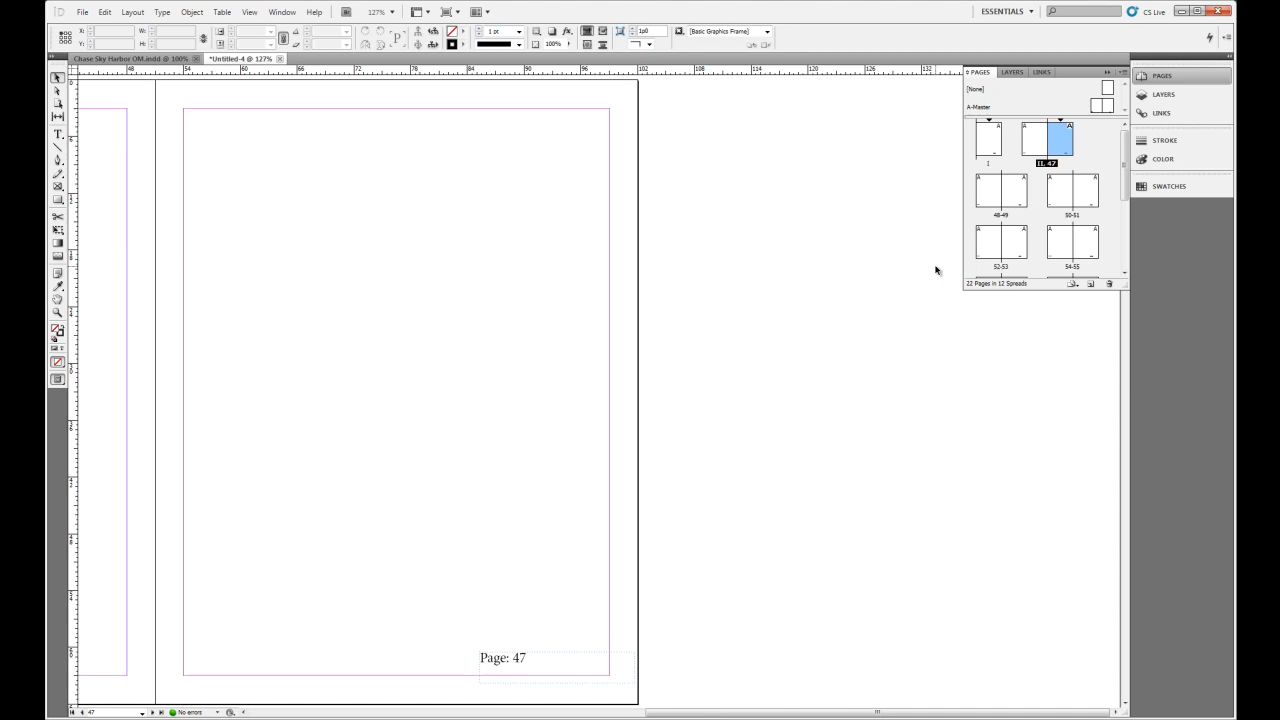 File Edit Layout Type Object Table View Window Help 127% ESSENTIALS CS Live
X: W: 1 pt 1p0 [Basic Graphics Frame]
Y: H: 100%
Chase Sky Harbor OM.indd @ 100% *Untitled-4 @ 127%
48 54 60 66 72 78 84 90 96 102 108 114 120 126 132
PAGES LAYERS LINKS
[None]
A-Master
A A A
I II, 47
A A A A
48-49 50-51
A A A A
52-53 54-55
22 Pages in 12 Spreads
PAGES
LAYERS
LINKS
STROKE
COLOR
SWATCHES
Page: 47
47 No errors